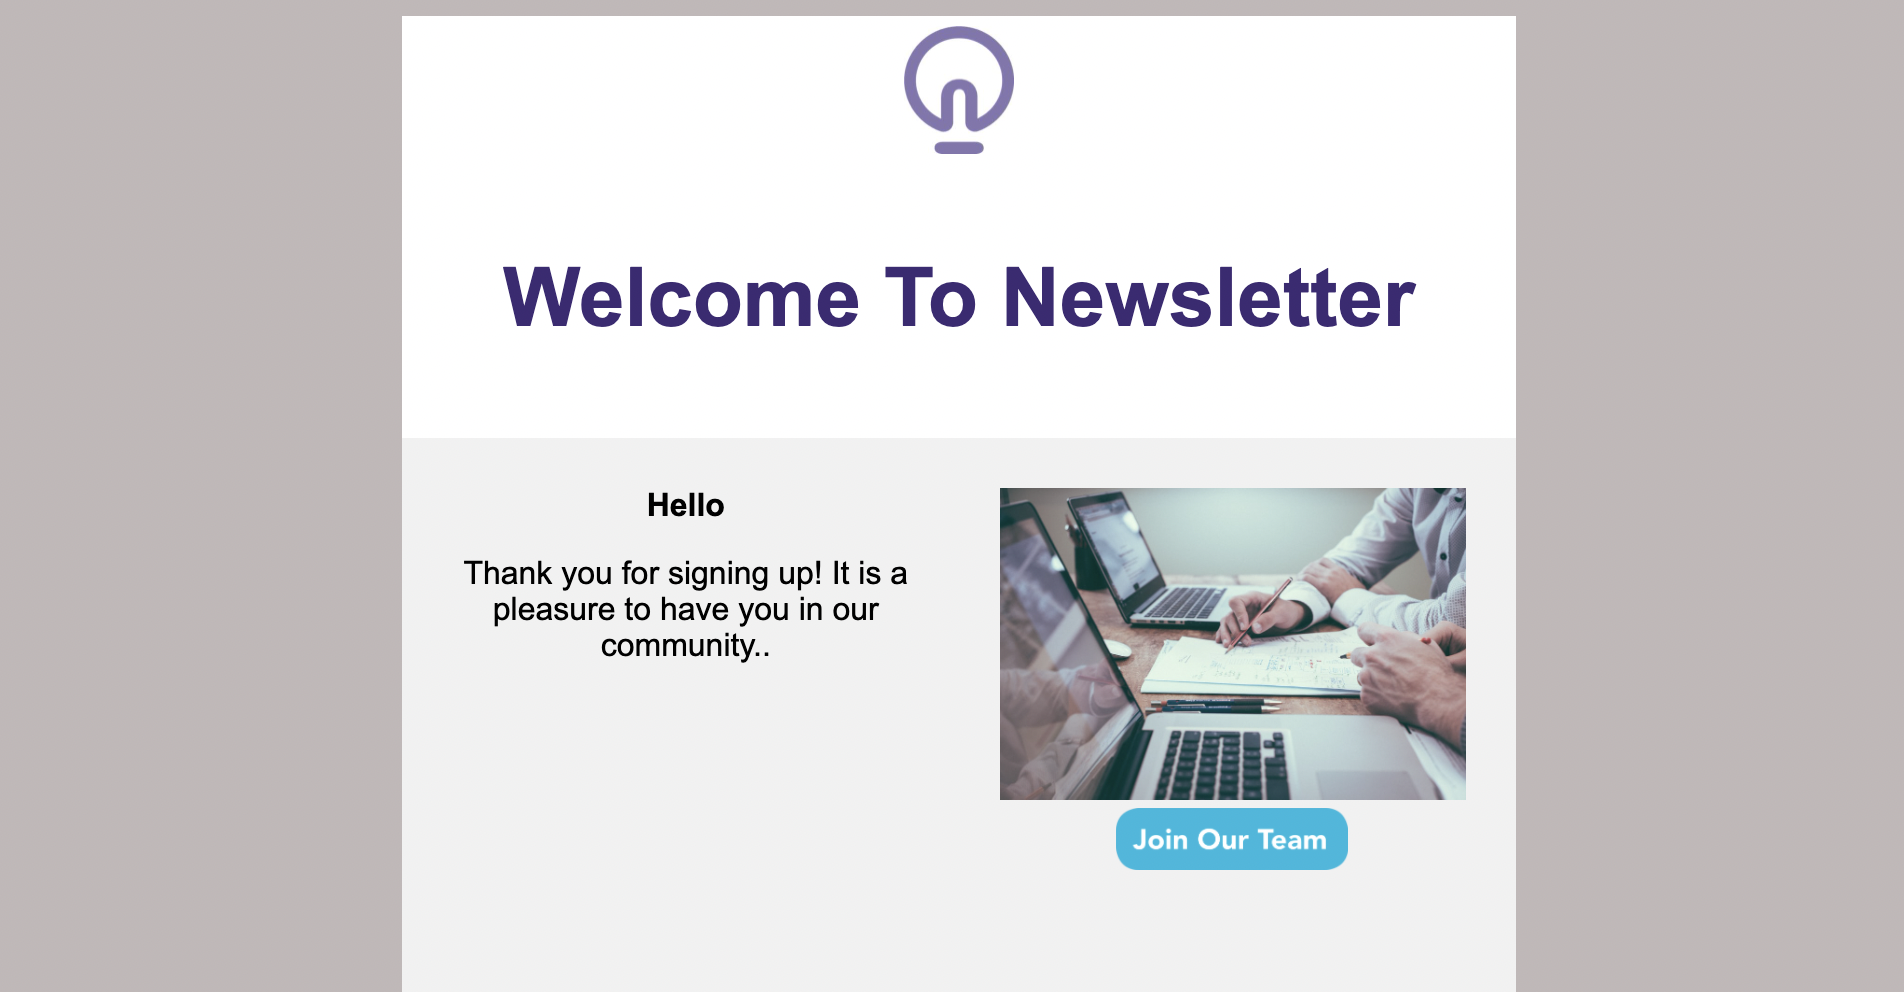 Welcome To Newsletter
Hello
Thank you for signing up! It is a
pleasure to have you in our
community..
Join Our Team